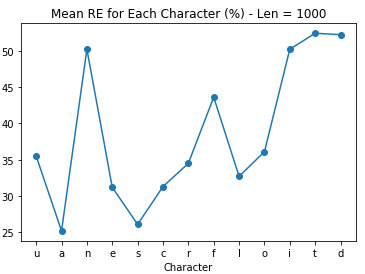 Mean RE for Each Character (%) - Len = 1000
50
45
40
35
30
25
u a n e s c r f l o i t d
Character